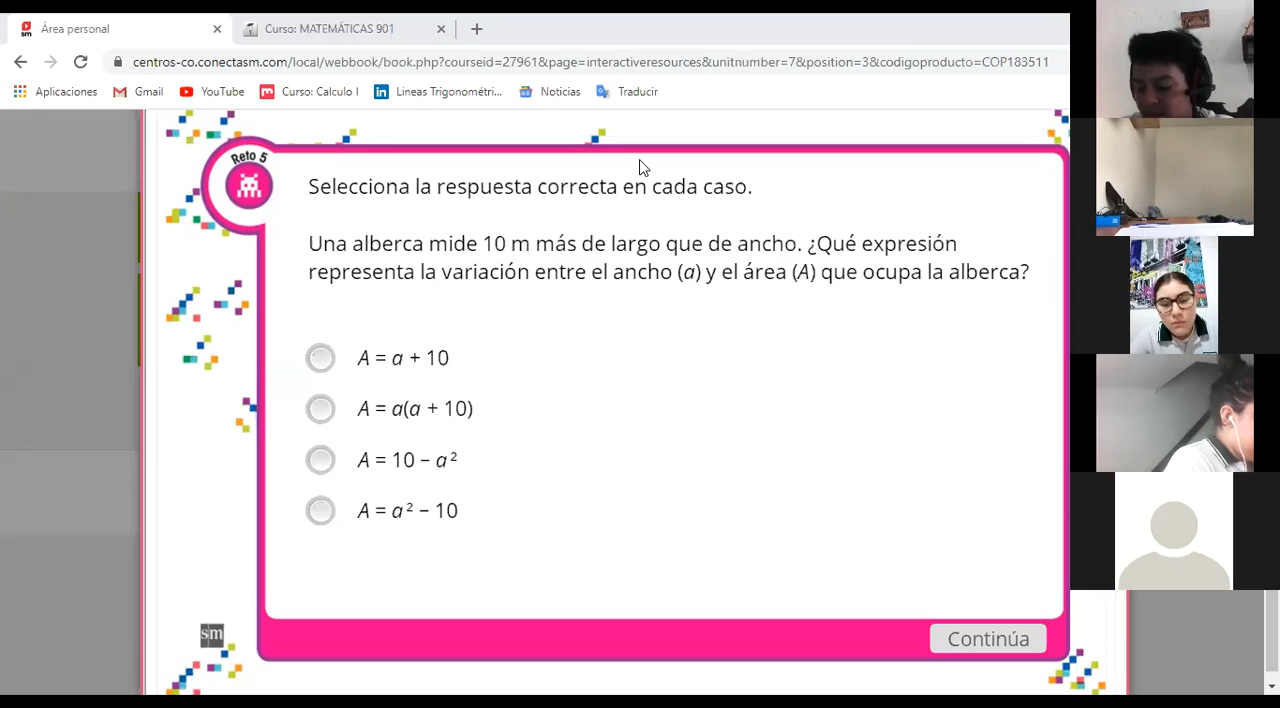 Área personal
Curso: MATEMÁTICAS 901
centros-co.conectasm.com/local/webbook/book.php?courseid=27961&page=interactiveresources&unitnumber=7&position=3&codigoproducto=COP183511
Aplicaciones
Gmail
YouTube
Curso: Calculo I
Lineas Trigonométri...
Noticias
Traducir
Reto 5
Selecciona la respuesta correcta en cada caso.
Una alberca mide 10 m más de largo que de ancho. ¿Qué expresión
representa la variación entre el ancho (a) y el área (A) que ocupa la alberca?
A = a + 10
A = a(a + 10)
A = 10 − a²
A = a² − 10
sm
Continúa